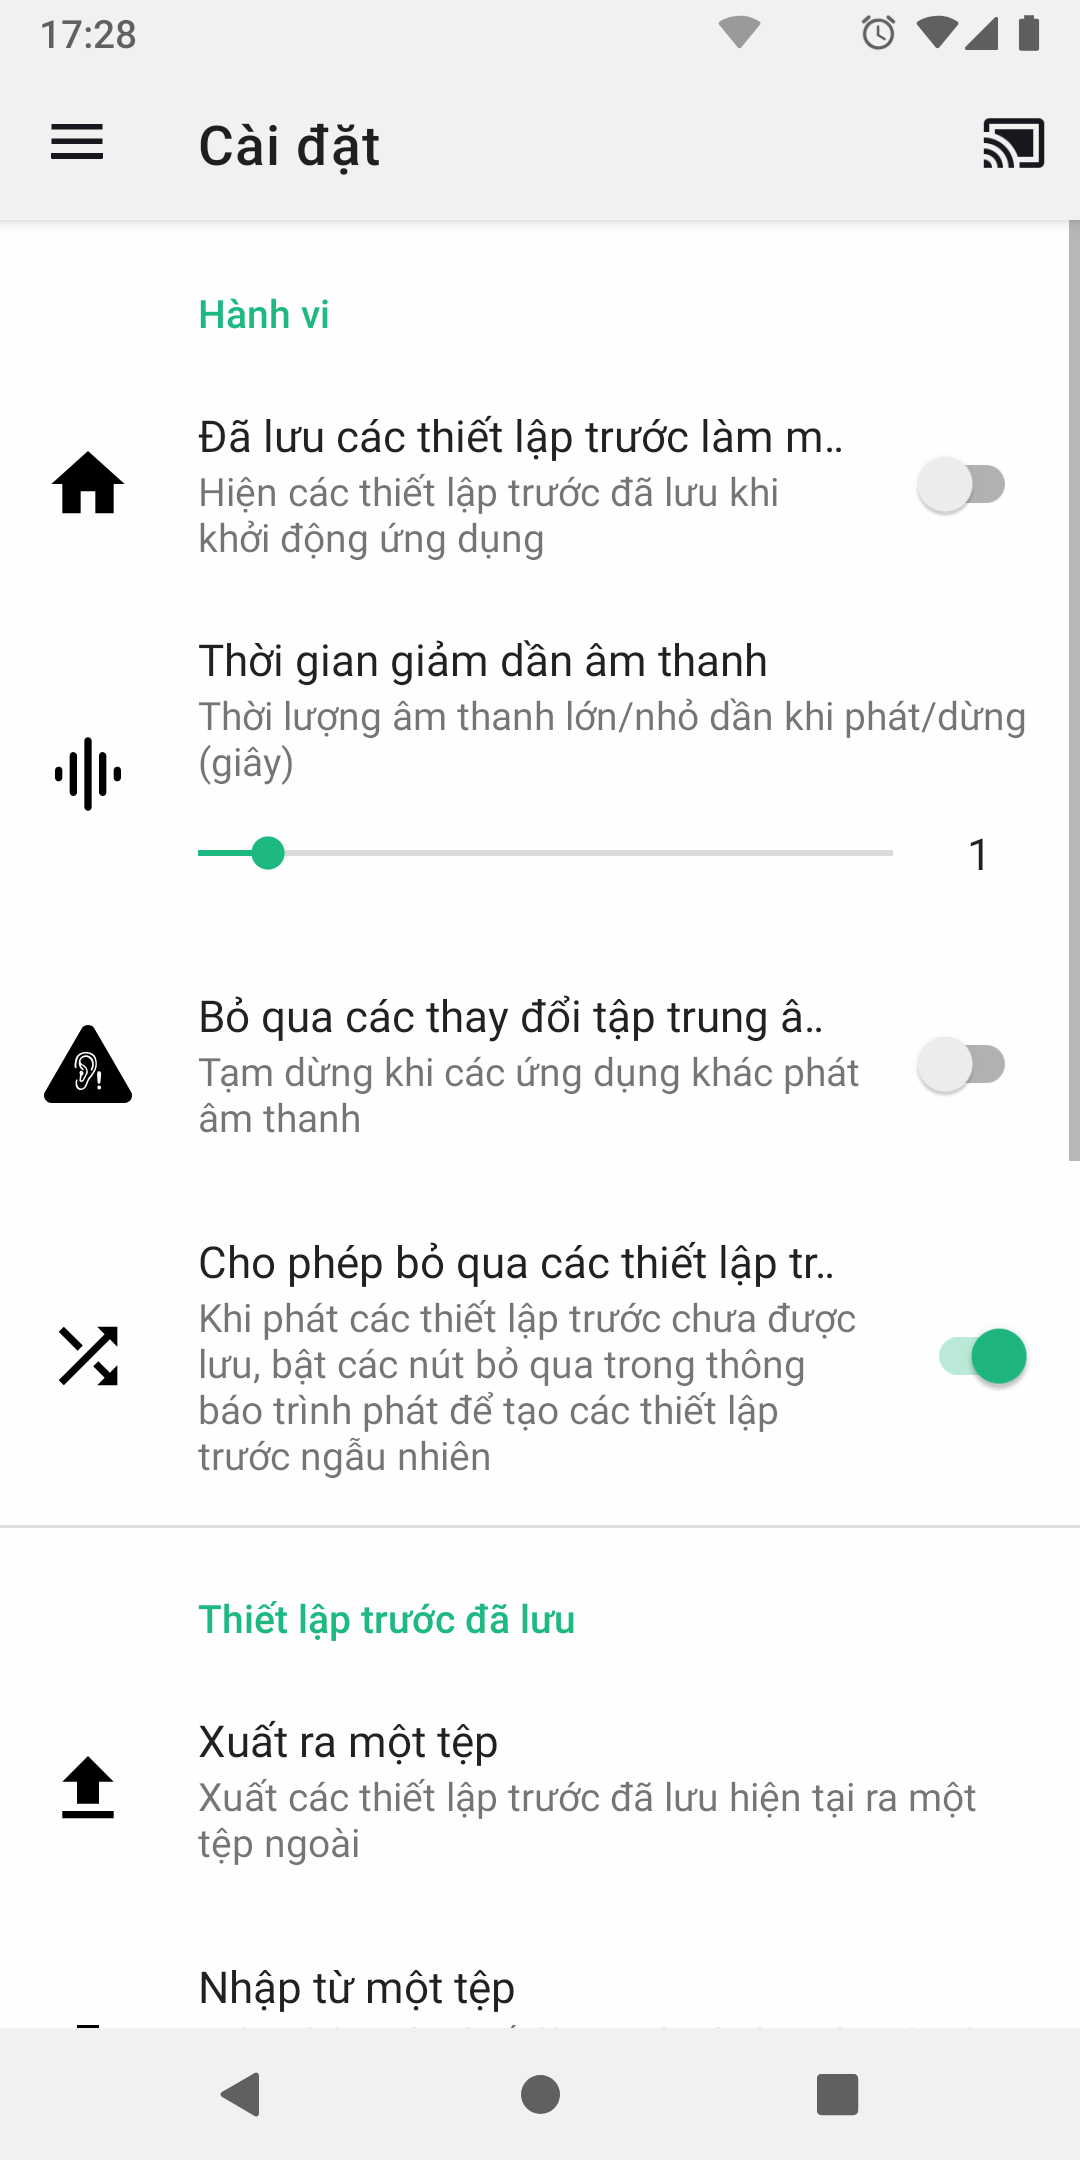 17:28
Cài đặt
Hành vi
Đã lưu các thiết lập trước làm m..
Hiện các thiết lập trước đã lưu khi
khởi động ứng dụng
Thời gian giảm dần âm thanh
Thời lượng âm thanh lớn/nhỏ dần khi phát/dừng
(giây)
1
Bỏ qua các thay đổi tập trung â..
Tạm dừng khi các ứng dụng khác phát
âm thanh
Cho phép bỏ qua các thiết lập tr..
Khi phát các thiết lập trước chưa được
lưu, bật các nút bỏ qua trong thông
báo trình phát để tạo các thiết lập
trước ngẫu nhiên
Thiết lập trước đã lưu
Xuất ra một tệp
Xuất các thiết lập trước đã lưu hiện tại ra một
tệp ngoài
Nhập từ một tệp